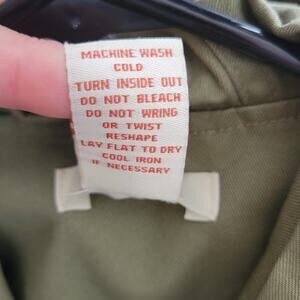 MACHINE WASH
COLD
TURN INSIDE OUT
DO NOT BLEACH
DO NOT WRING
OR TWIST
RESHAPE
LAY FLAT TO DRY
COOL IRON
IF NECESSARY